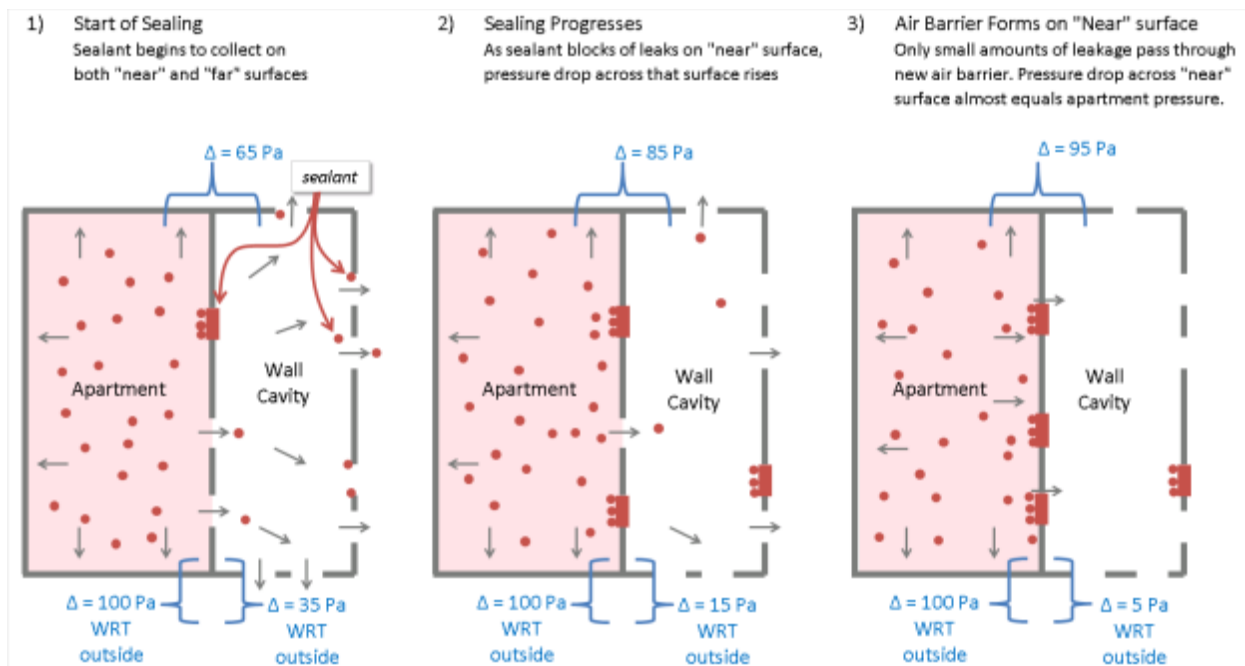 1) Start of Sealing
Sealant begins to collect on
both "near" and "far" surfaces
Δ = 65 Pa
sealant
Apartment
Wall
Cavity
Δ = 100 Pa
WRT
outside
Δ = 35 Pa
WRT
outside
2) Sealing Progresses
As sealant blocks of leaks on "near" surface,
pressure drop across that surface rises
Δ = 85 Pa
Apartment
Wall
Cavity
Δ = 100 Pa
WRT
outside
Δ = 15 Pa
WRT
outside
3) Air Barrier Forms on "Near" surface
Only small amounts of leakage pass through
new air barrier. Pressure drop across "near"
surface almost equals apartment pressure.
Δ = 95 Pa
Apartment
Wall
Cavity
Δ = 100 Pa
WRT
outside
Δ = 5 Pa
WRT
outside